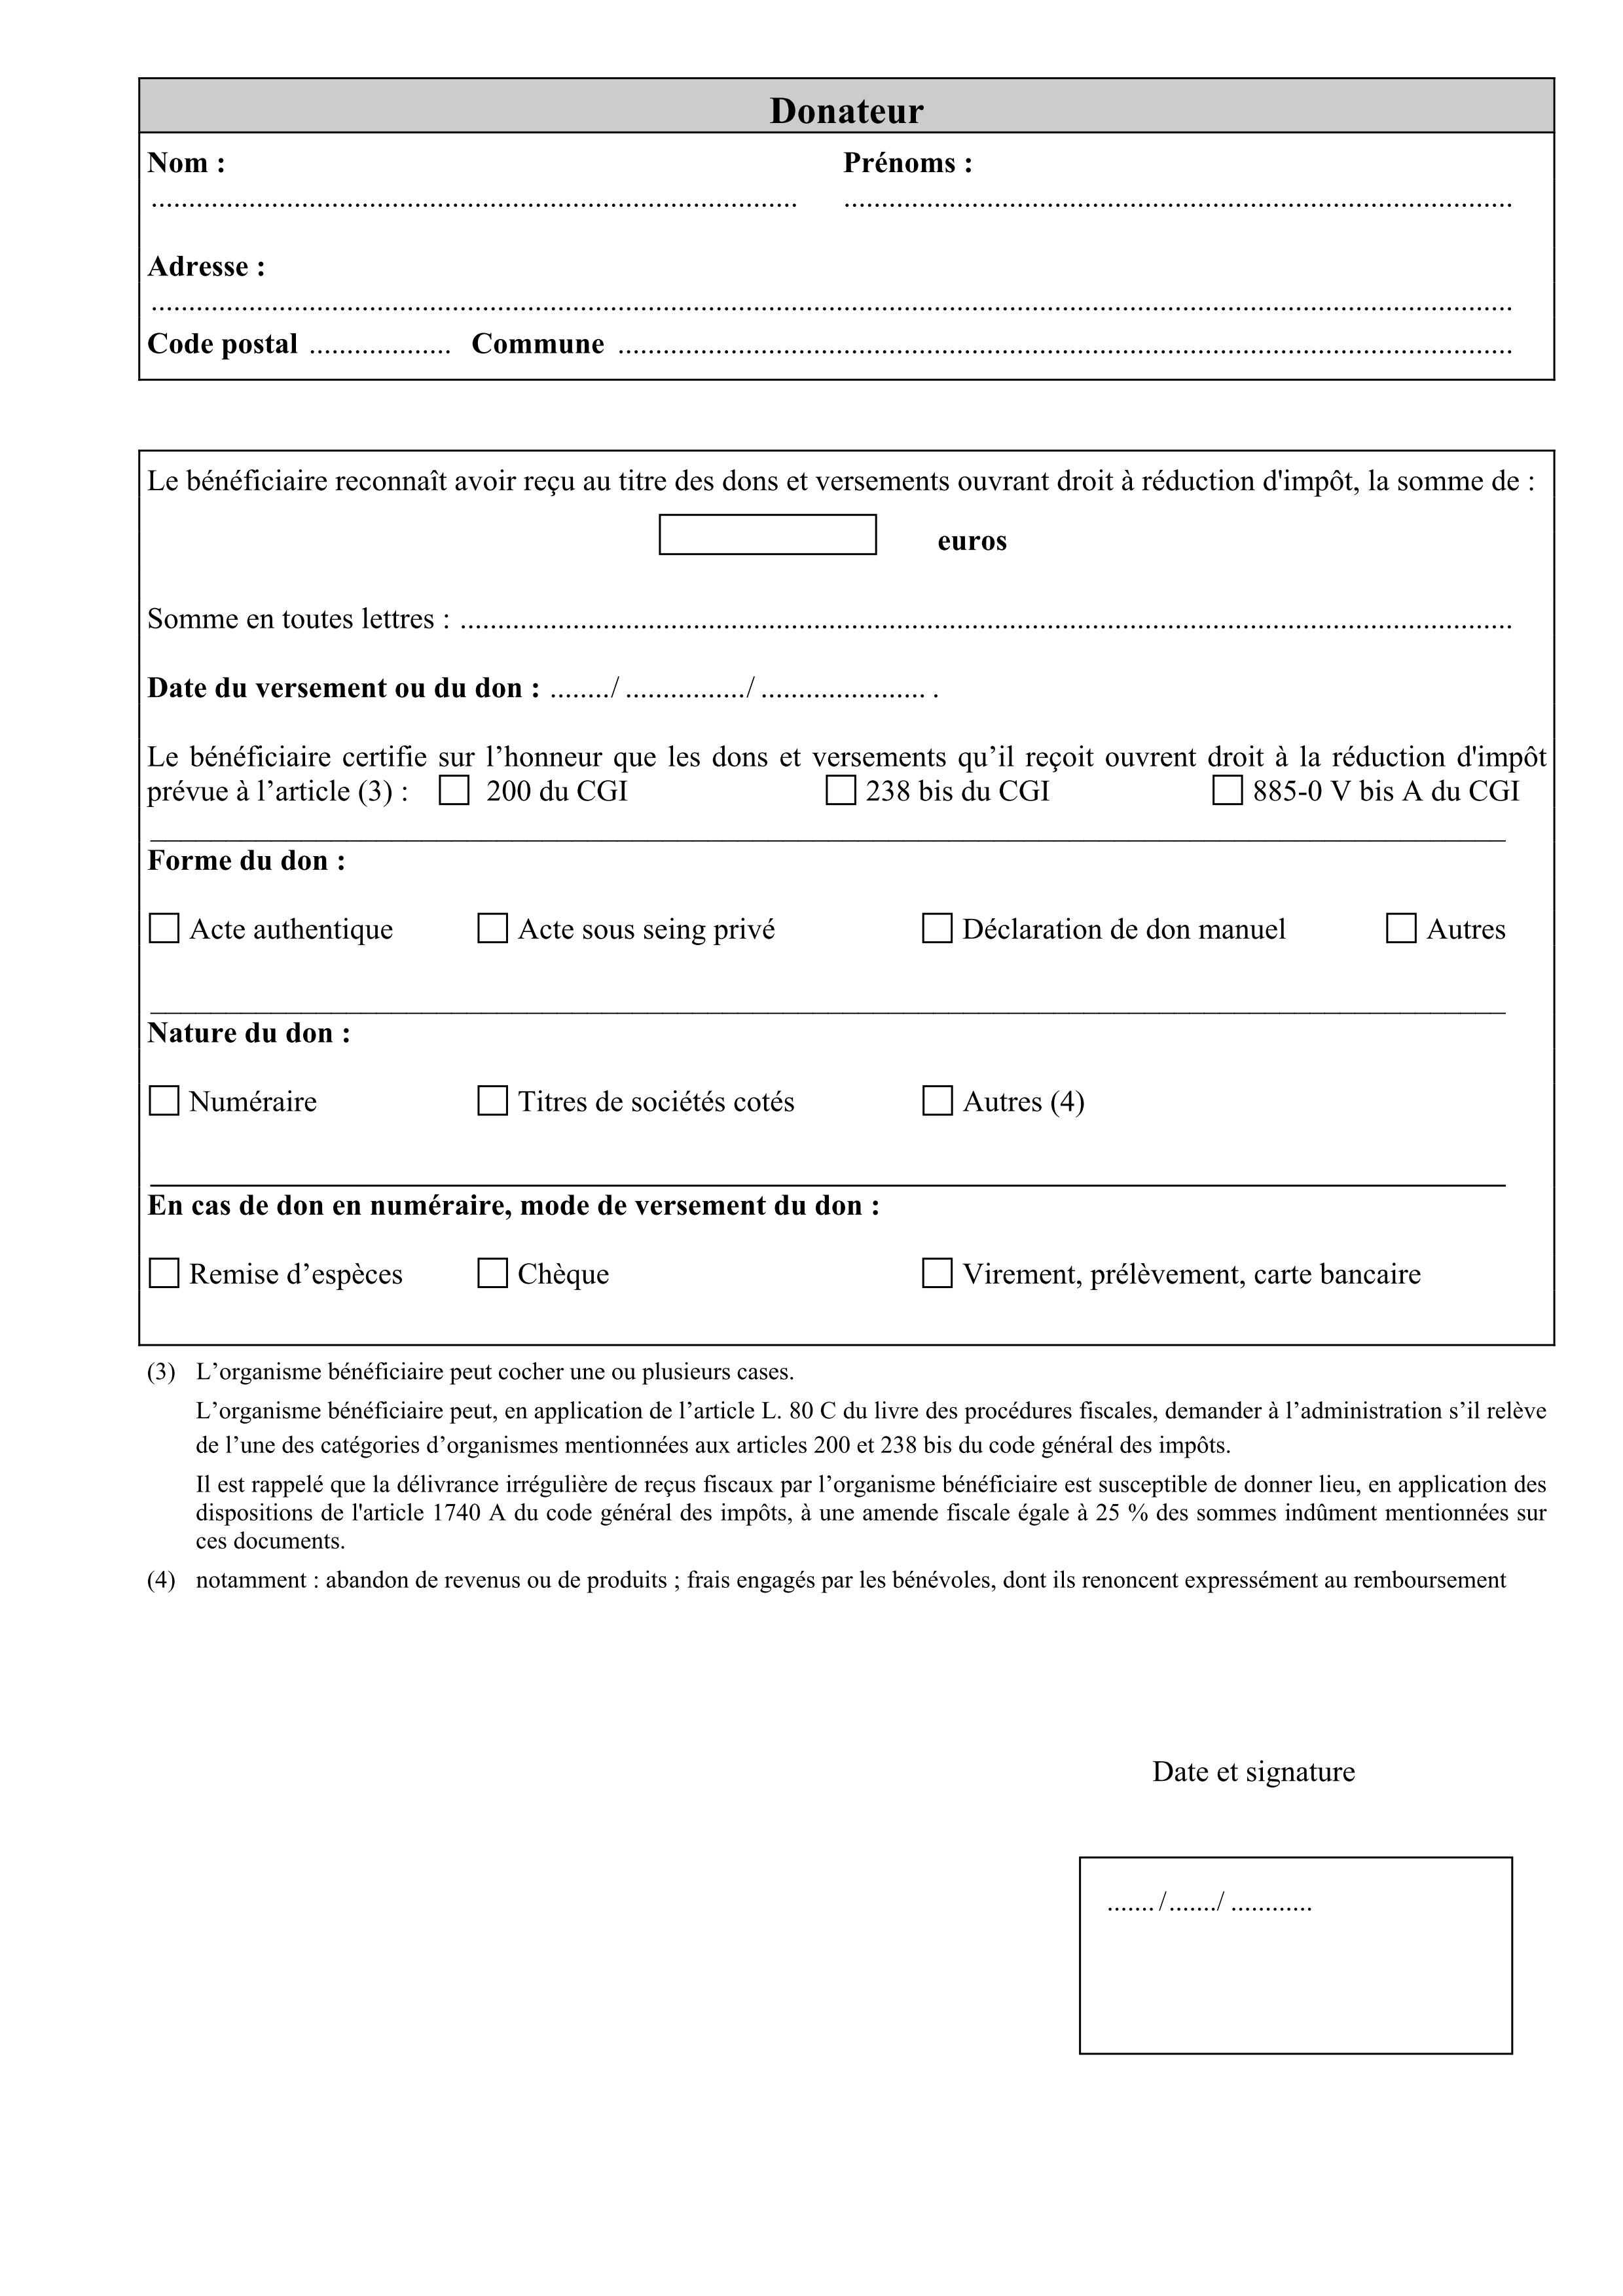 Donateur
Nom : Prénoms :
...................................................................................... .........................................................................................
Adresse :
.....................................................................................................................................................................................
Code postal ................... Commune .......................................................................................................................
Le bénéficiaire reconnaît avoir reçu au titre des dons et versements ouvrant droit à réduction d'impôt, la somme de :
euros
Somme en toutes lettres : ............................................................................................................................................
Date du versement ou du don : ......../ ................/ ...................... .
Le bénéficiaire certifie sur l’honneur que les dons et versements qu’il reçoit ouvrent droit à la réduction d'impôt
prévue à l’article (3) : 200 du CGI 238 bis du CGI 885-0 V bis A du CGI
Forme du don :
Acte authentique Acte sous seing privé Déclaration de don manuel Autres
Nature du don :
Numéraire Titres de sociétés cotés Autres (4)
En cas de don en numéraire, mode de versement du don :
Remise d’espèces Chèque Virement, prélèvement, carte bancaire
(3) L’organisme bénéficiaire peut cocher une ou plusieurs cases.
L’organisme bénéficiaire peut, en application de l’article L. 80 C du livre des procédures fiscales, demander à l’administration s’il relève
de l’une des catégories d’organismes mentionnées aux articles 200 et 238 bis du code général des impôts.
Il est rappelé que la délivrance irrégulière de reçus fiscaux par l’organisme bénéficiaire est susceptible de donner lieu, en application des
dispositions de l'article 1740 A du code général des impôts, à une amende fiscale égale à 25 % des sommes indûment mentionnées sur
ces documents.
(4) notamment : abandon de revenus ou de produits ; frais engagés par les bénévoles, dont ils renoncent expressément au remboursement
Date et signature
....... / ......./ ............